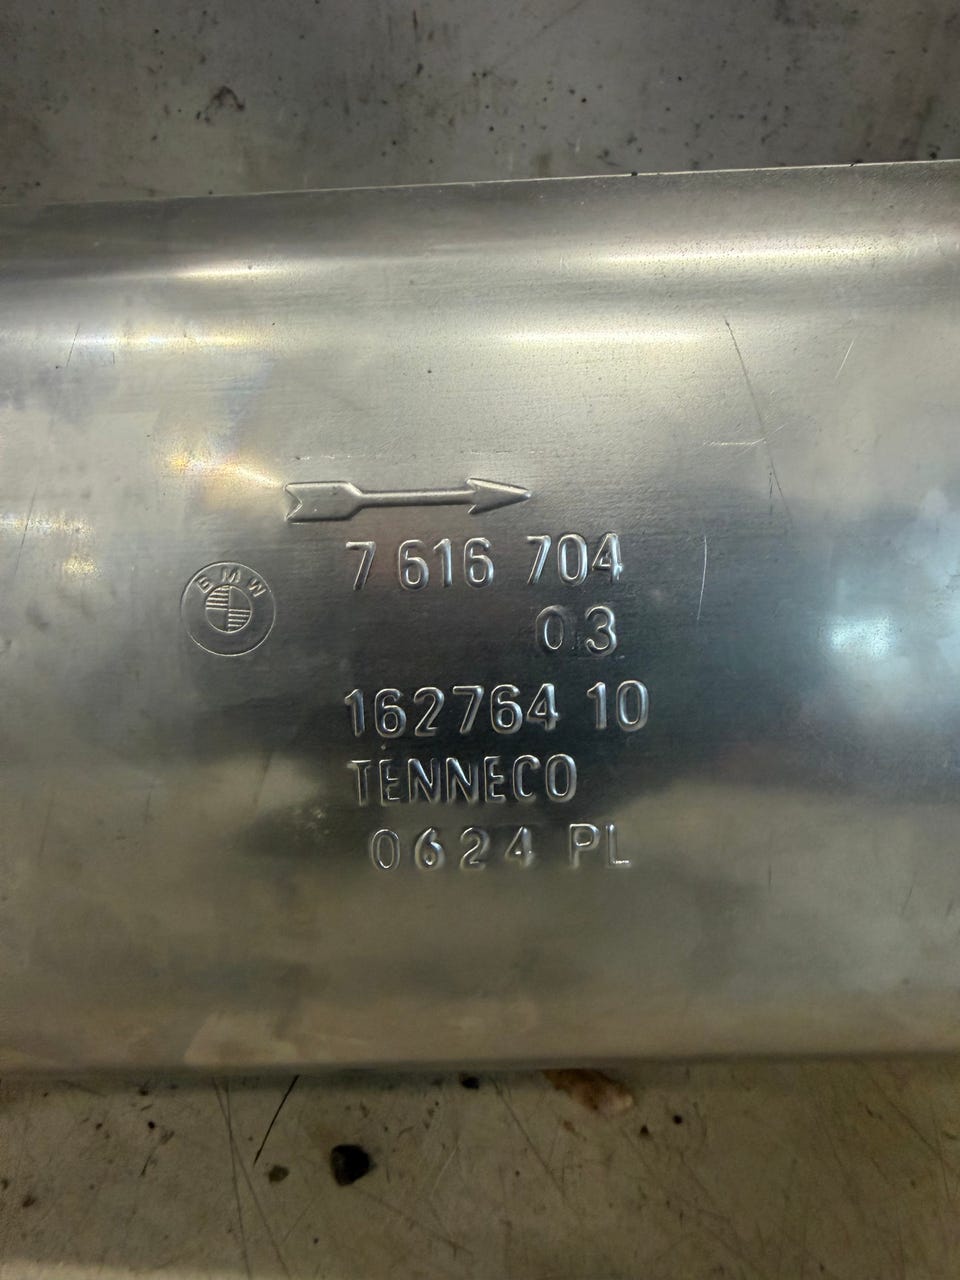 7 616 704
BMW
03
162764 10
TENNECO
0624 PL